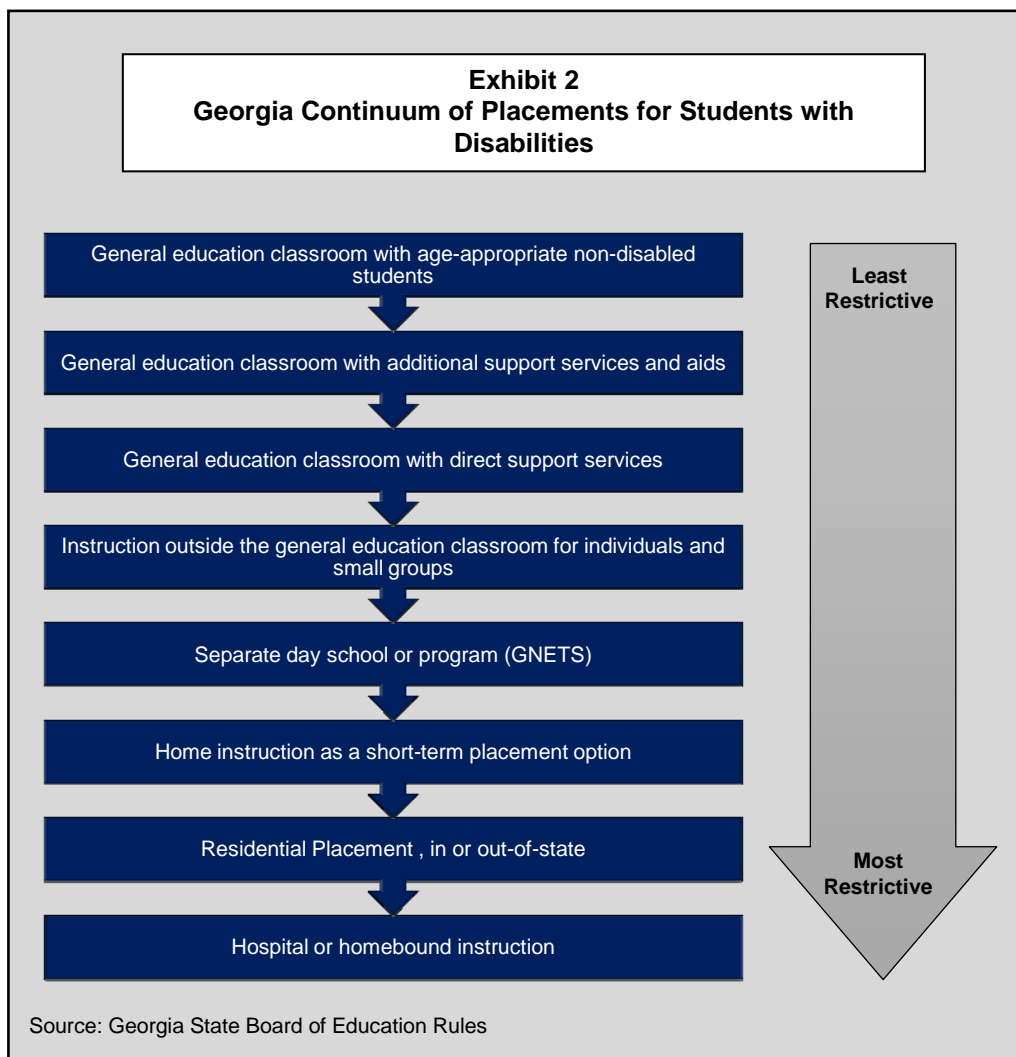 Exhibit 2
Georgia Continuum of Placements for Students with
Disabilities
General education classroom with age-appropriate non-disabled
students
Least
Restrictive
General education classroom with additional support services and aids
General education classroom with direct support services
Instruction outside the general education classroom for individuals and
small groups
Separate day school or program (GNETS)
Home instruction as a short-term placement option
Residential Placement , in or out-of-state
Most
Restrictive
Hospital or homebound instruction
Source: Georgia State Board of Education Rules